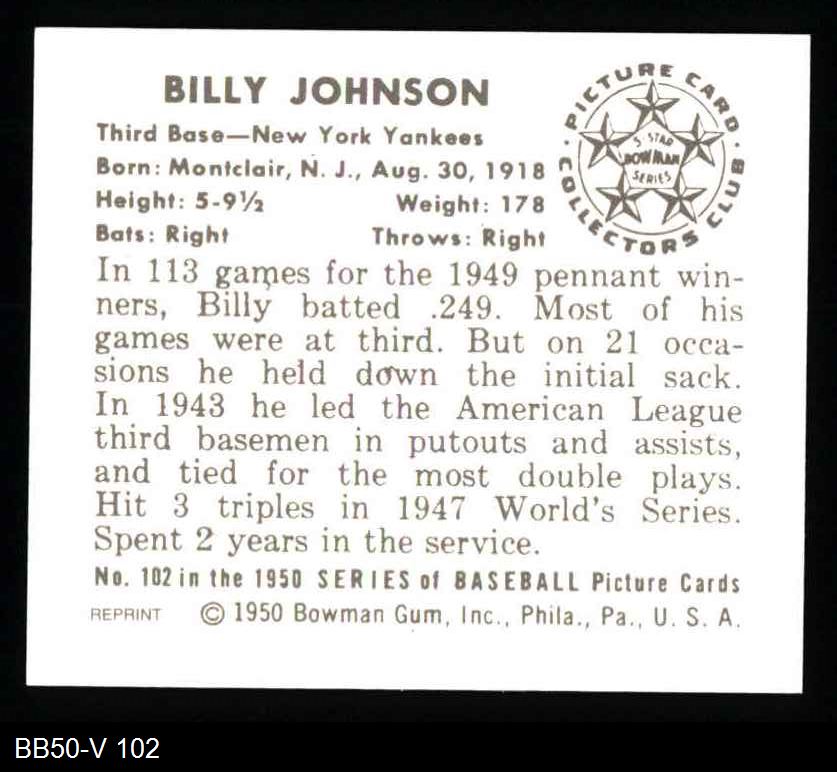 BILLY JOHNSON
Third Base—New York Yankees
Born: Montclair, N. J., Aug. 30, 1918
Height: 5-9½ Weight: 178
Bats: Right Throws: Right
PICTURE CARD
COLLECTORS CLUB
5 STAR
BOWMAN
SERIES
In 113 games for the 1949 pennant win-
ners, Billy batted .249. Most of his
games were at third. But on 21 occa-
sions he held down the initial sack.
In 1943 he led the American League
third basemen in putouts and assists,
and tied for the most double plays.
Hit 3 triples in 1947 World's Series.
Spent 2 years in the service.
No. 102 in the 1950 SERIES of BASEBALL Picture Cards
REPRINT © 1950 Bowman Gum, Inc., Phila., Pa., U. S. A.
BB50-V 102